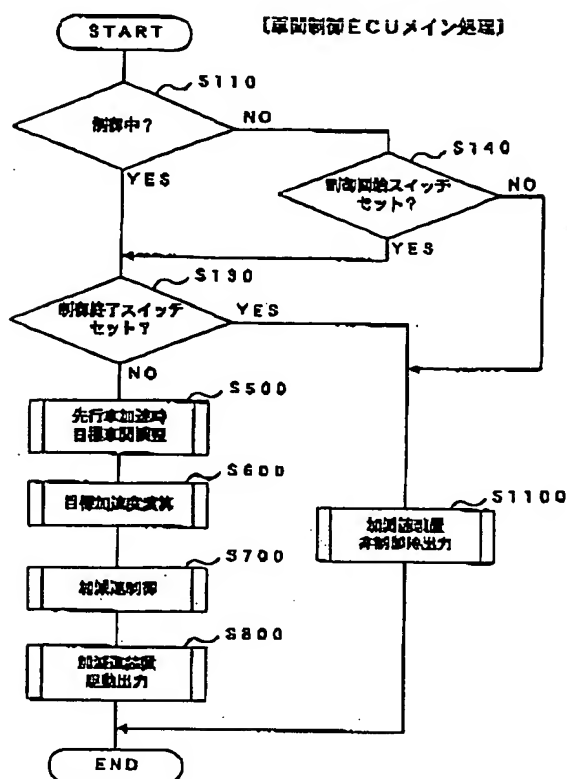 START
〔車間制御ECUメイン処理〕
S110
制御中？
NO
YES
S140
制御開始スイッチ
セット？
NO
YES
S130
制御終了スイッチ
セット？
YES
NO
S500
先行車加速時
目標車間調整
S600
目標加速度演算
S700
加減速制御
S800
加減速装置
駆動出力
S1100
加減速装置
非制御時出力
END